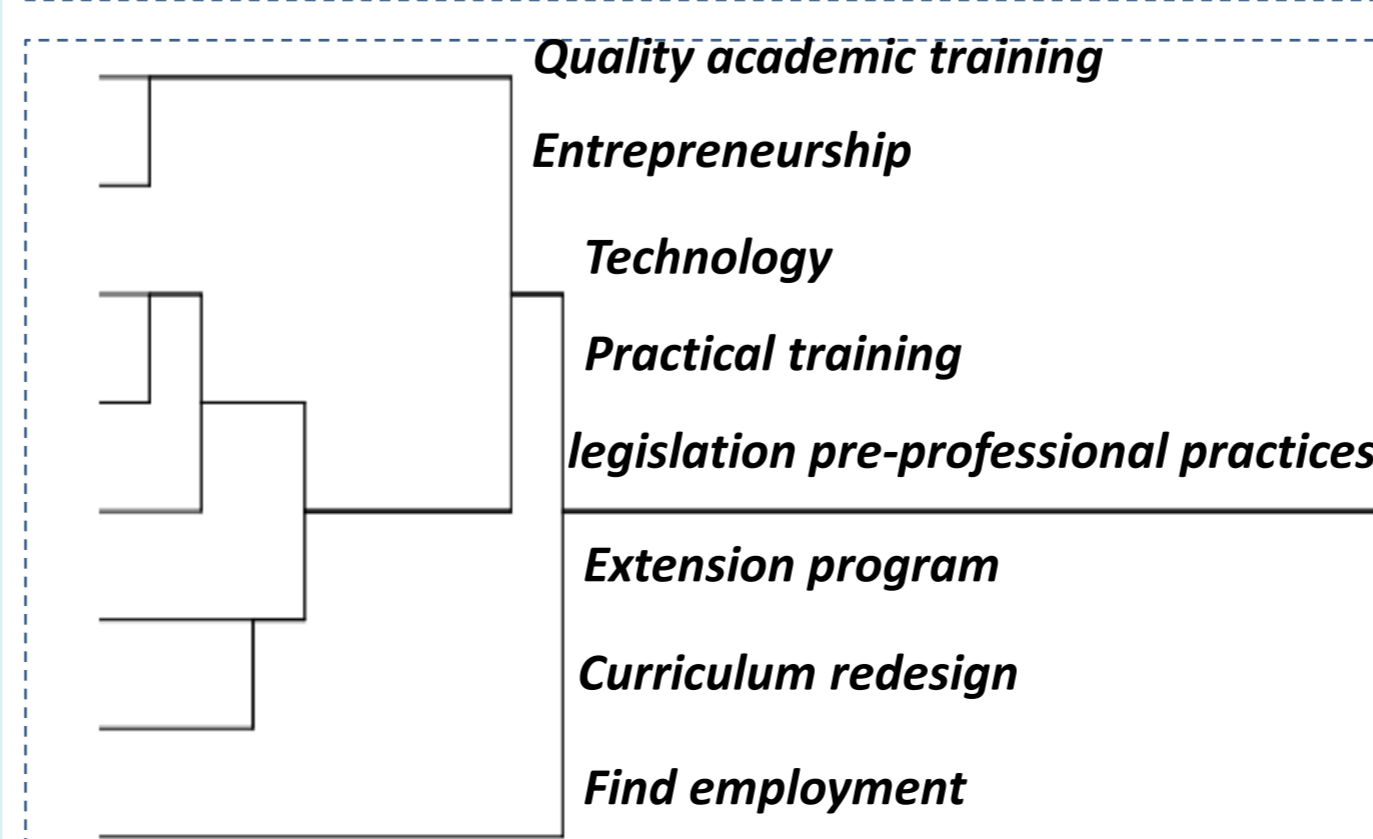 Quality academic training
Entrepreneurship
Technology
Practical training
legislation pre-professional practices
Extension program
Curriculum redesign
Find employment